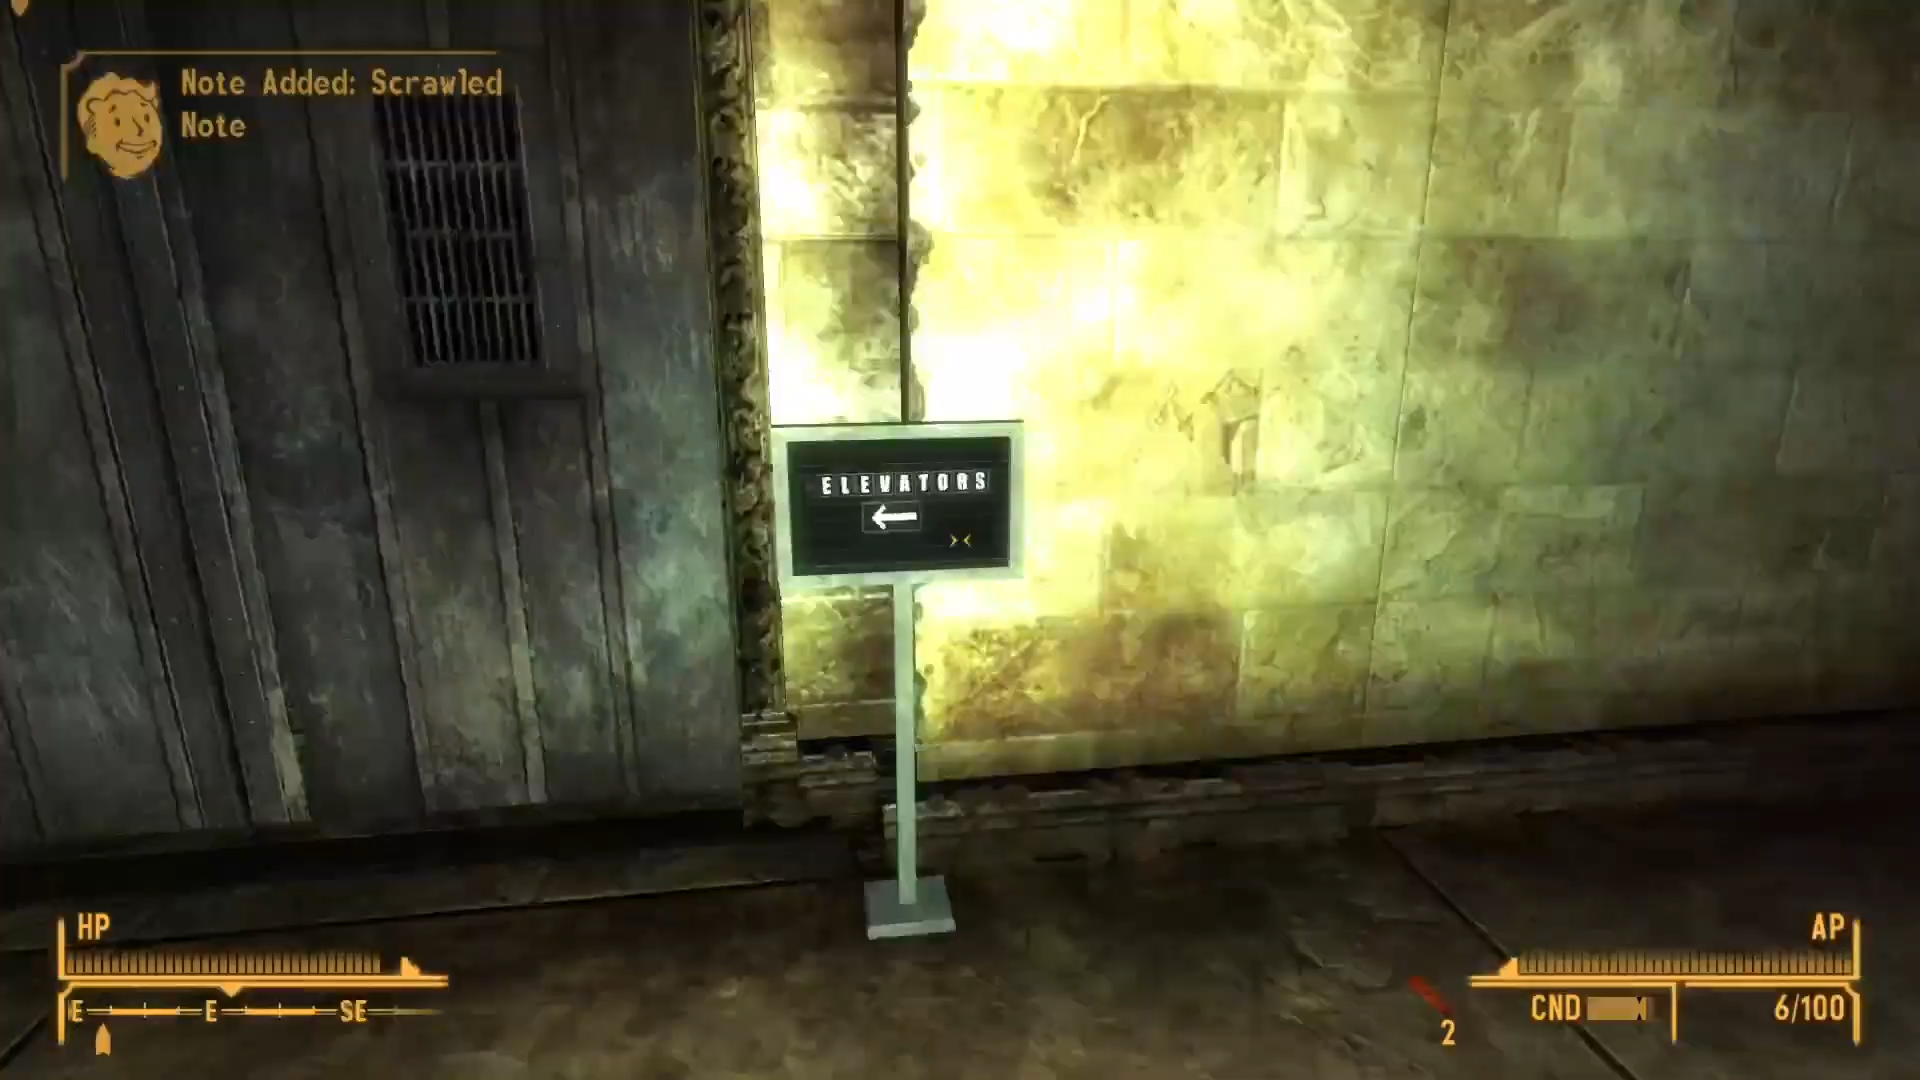 Note Added: Scrawled
Note
ELEVATORS
←
HP
E E SE
AP
CND 6/100
2